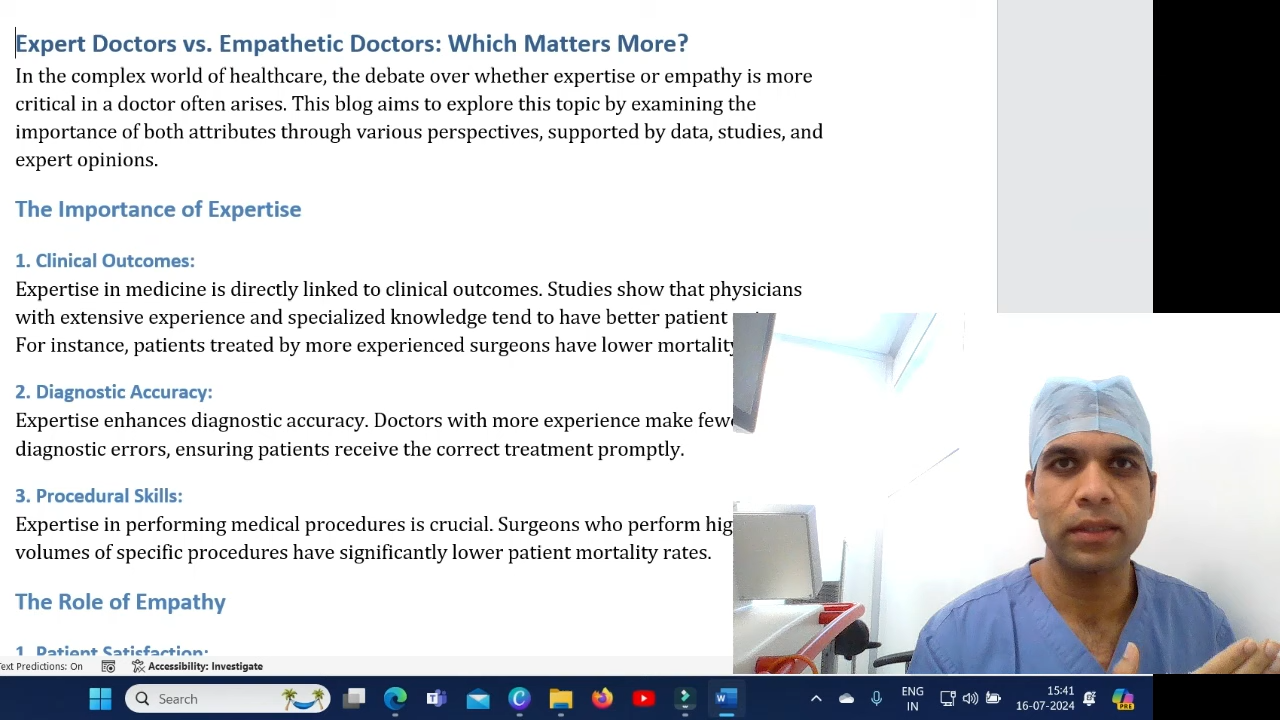 Expert Doctors vs. Empathetic Doctors: Which Matters More?
In the complex world of healthcare, the debate over whether expertise or empathy is more
critical in a doctor often arises. This blog aims to explore this topic by examining the
importance of both attributes through various perspectives, supported by data, studies, and
expert opinions.
The Importance of Expertise
1. Clinical Outcomes:
Expertise in medicine is directly linked to clinical outcomes. Studies show that physicians
with extensive experience and specialized knowledge tend to have better patient
For instance, patients treated by more experienced surgeons have lower mortality
2. Diagnostic Accuracy:
Expertise enhances diagnostic accuracy. Doctors with more experience make
diagnostic errors, ensuring patients receive the correct treatment promptly.
3. Procedural Skills:
Expertise in performing medical procedures is crucial. Surgeons who perform
volumes of specific procedures have significantly lower patient mortality rates.
The Role of Empathy
1. Patient Satisfaction:
Text Predictions: On
Accessibility: Investigate
Search
ENG
IN
15:41
16-07-2024
PRE